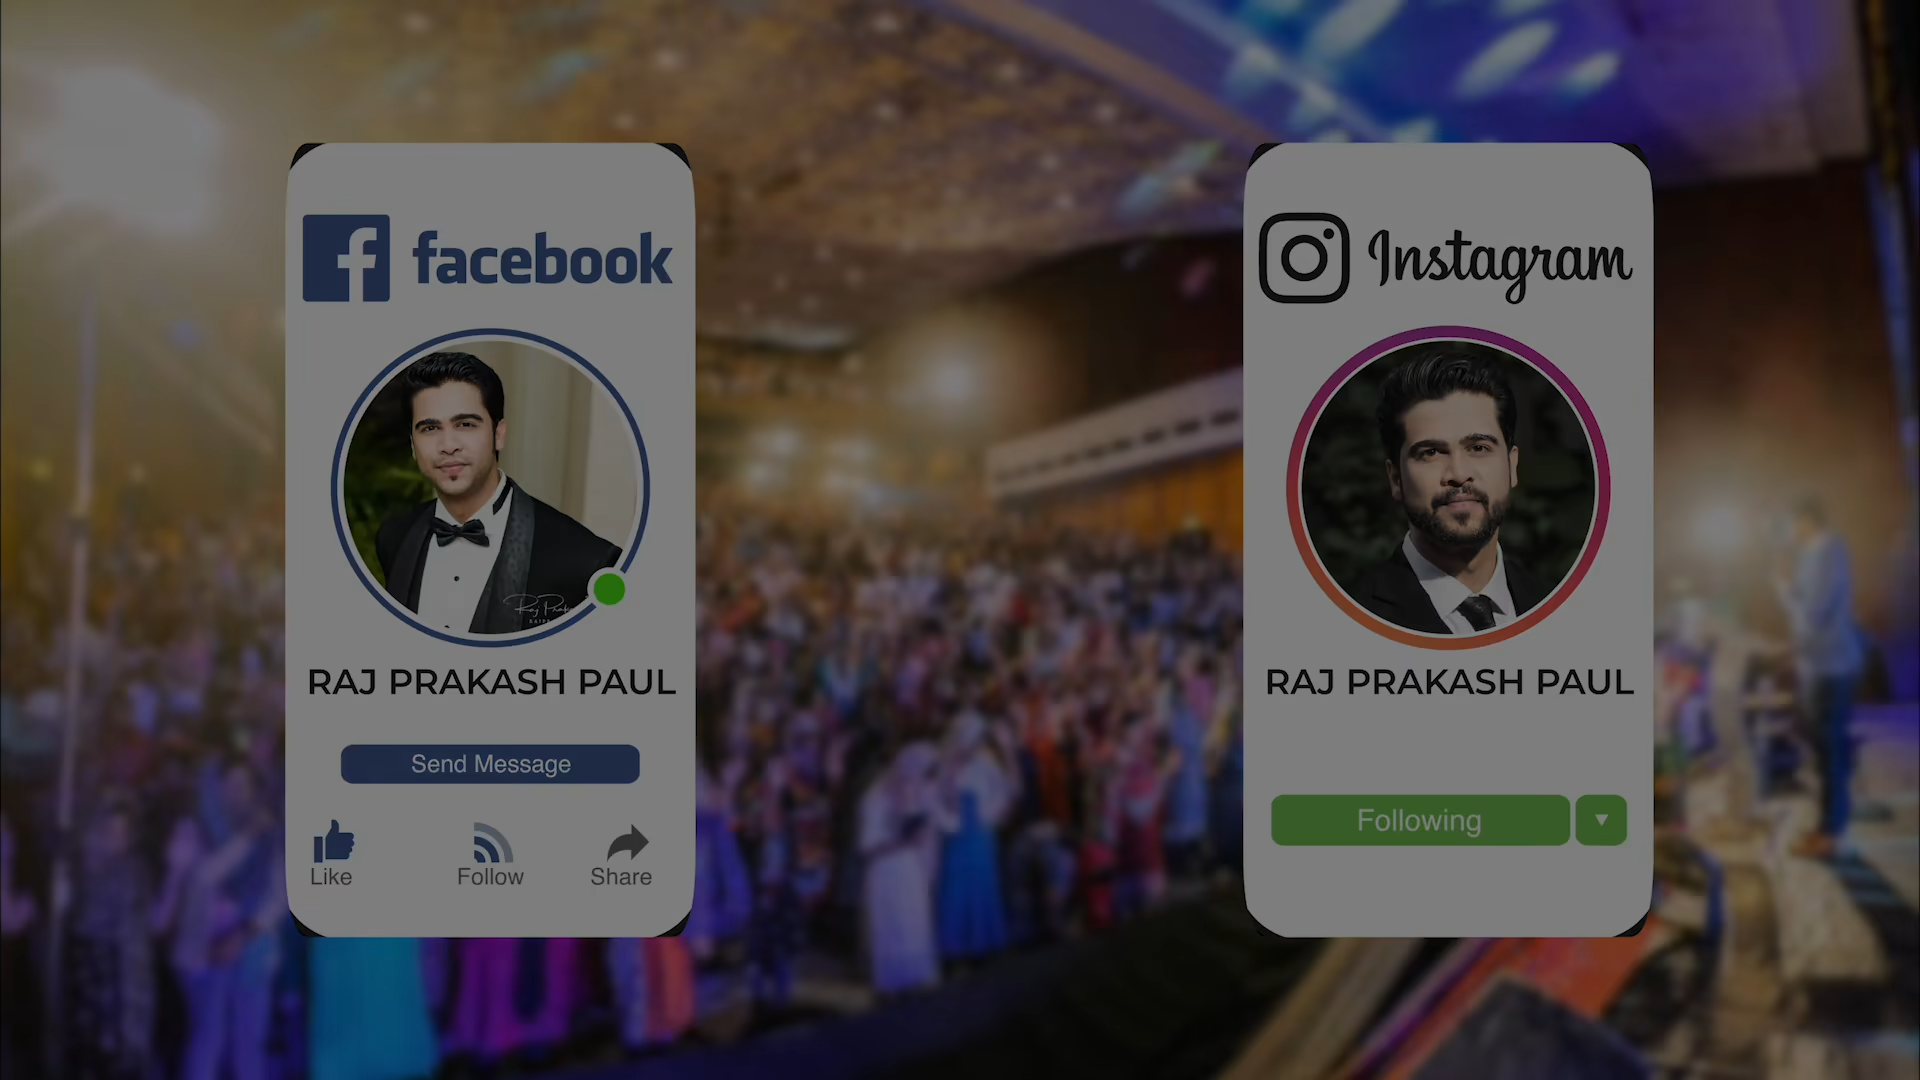 facebook
RAJ PRAKASH PAUL
Send Message
Like
Follow
Share
Instagram
RAJ PRAKASH PAUL
Following